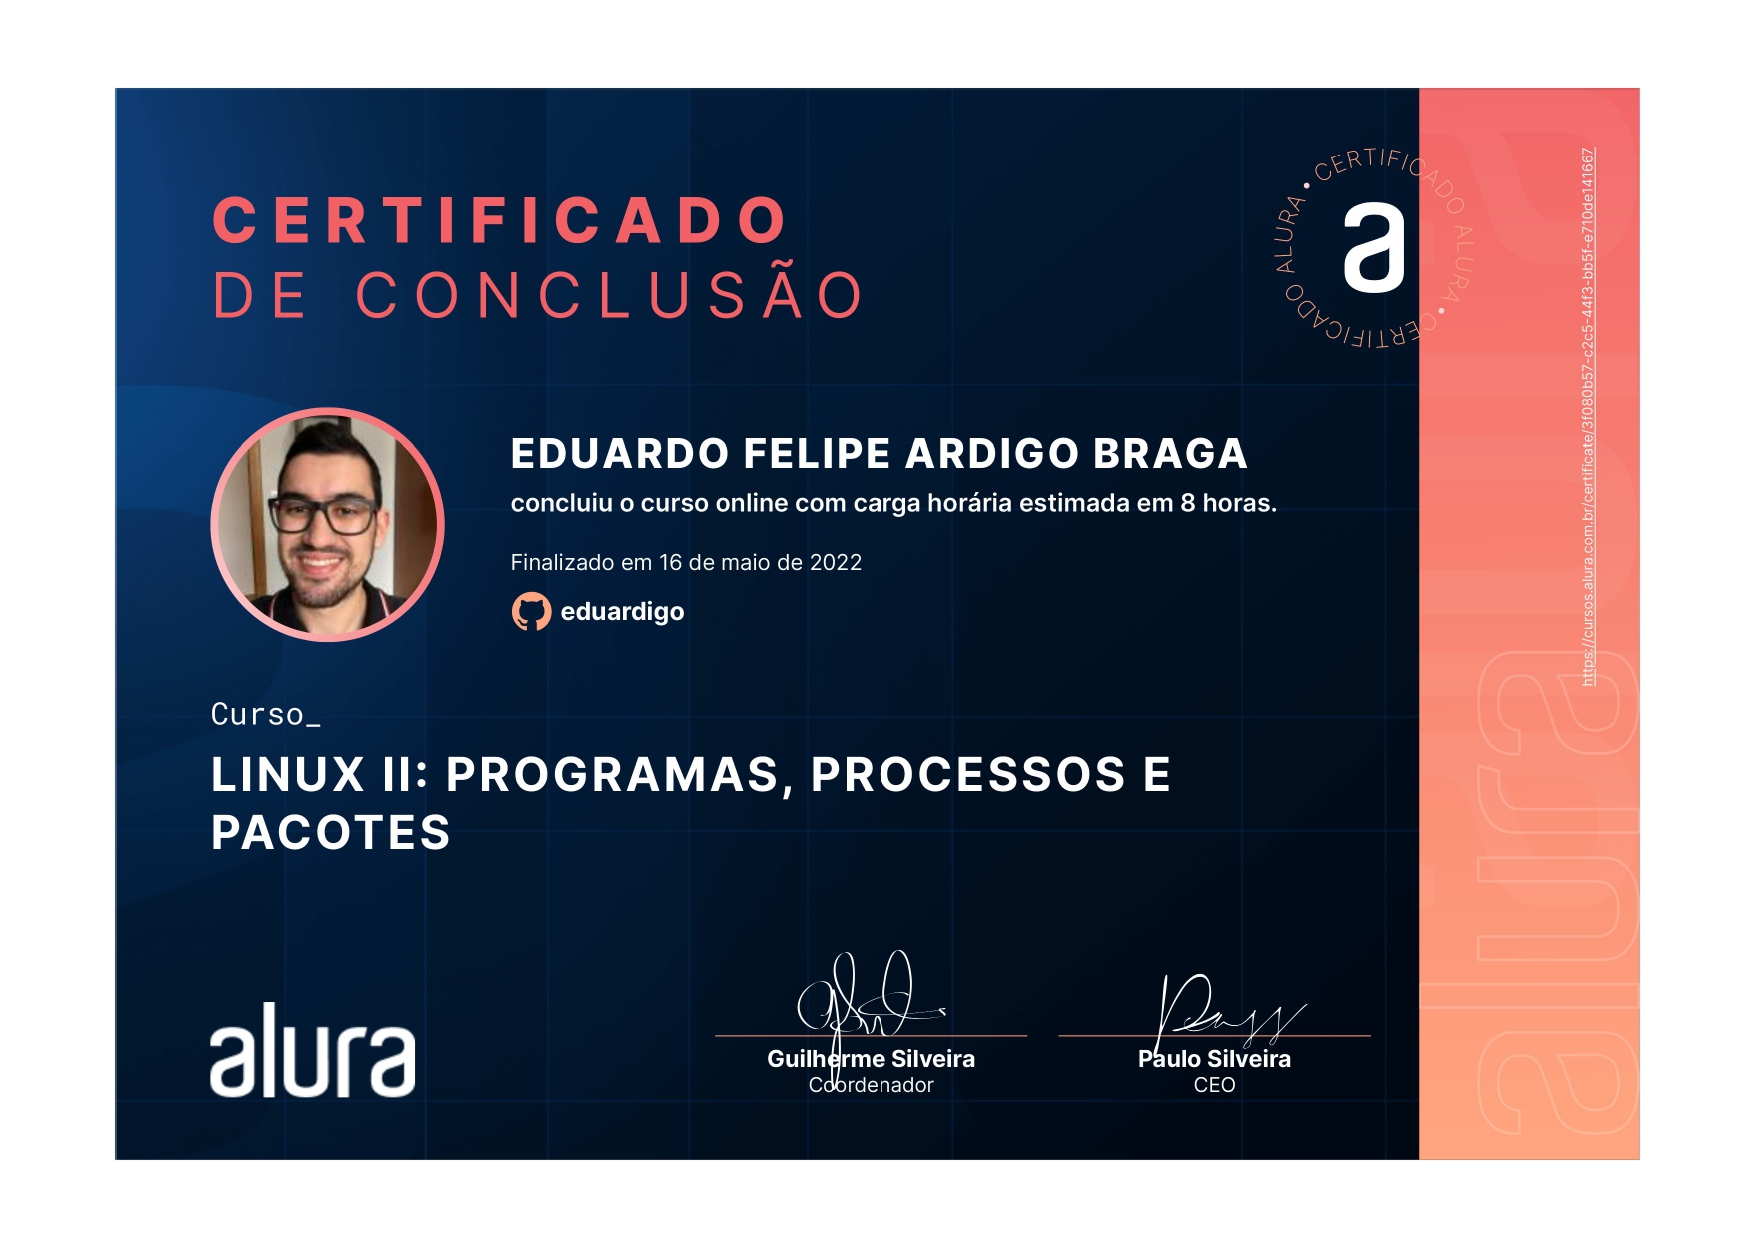 CERTIFICADO
DE CONCLUSÃO
CERTIFICADO ALURA • CERTIFICADO ALURA •
a
https://cursos.alura.com.br/certificate/3f080b57-c2c5-44f3-bb5f-e710de141667
EDUARDO FELIPE ARDIGO BRAGA
concluiu o curso online com carga horária estimada em 8 horas.
Finalizado em 16 de maio de 2022
eduardigo
Curso_
LINUX II: PROGRAMAS, PROCESSOS E
PACOTES
alura
Guilherme Silveira
Coordenador
Paulo Silveira
CEO
alura